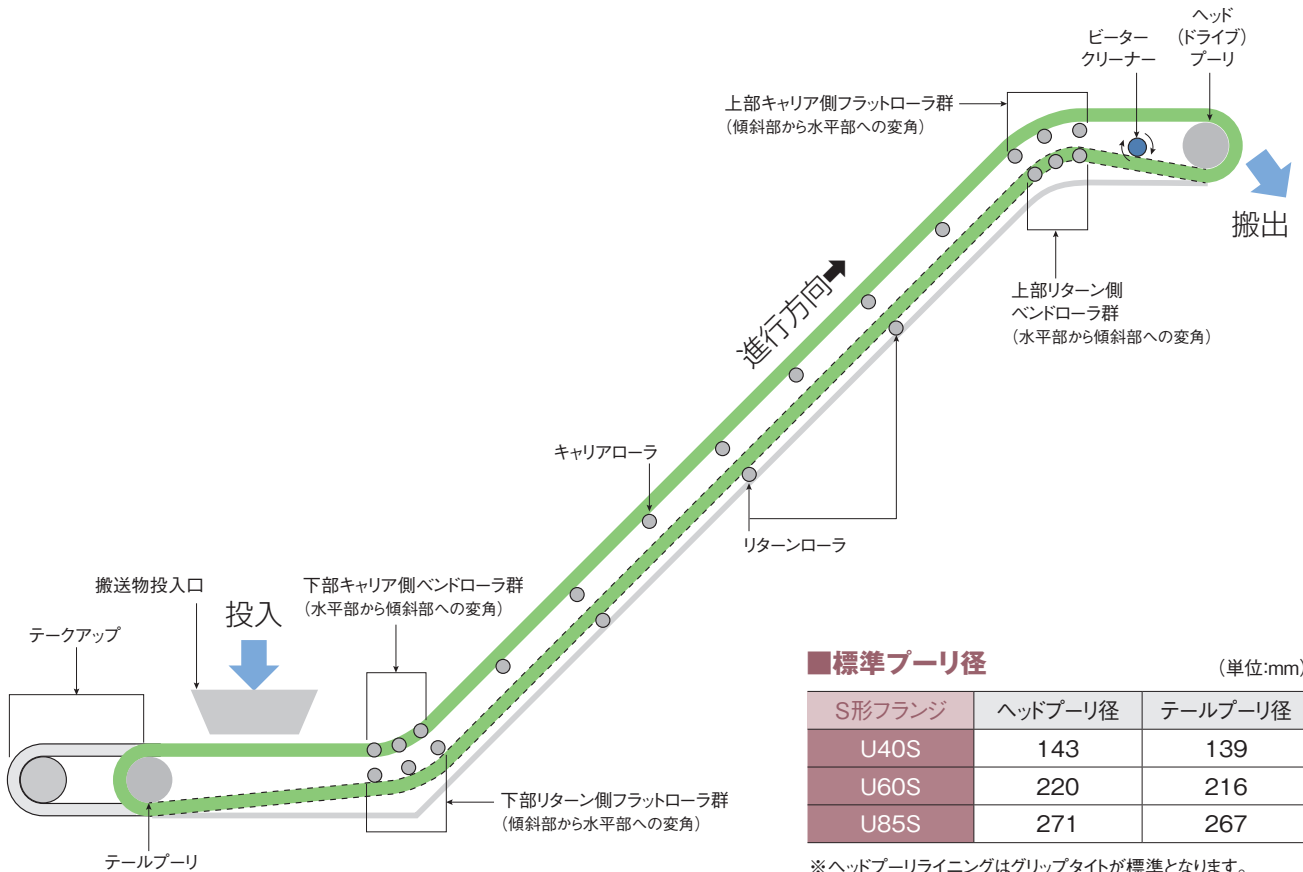 ヘッド
(ドライブ)
プーリ
ビーター
クリーナー
上部キャリア側フラットローラ群
(傾斜部から水平部への変角)
搬出
上部リターン側
ベンドローラ群
(水平部から傾斜部への変角)
進行方向
キャリアローラ
リターンローラ
搬送物投入口
投入
下部キャリア側ベンドローラ群
(水平部から傾斜部への変角)
テークアップ
下部リターン側フラットローラ群
(傾斜部から水平部への変角)
テールプーリ
■標準プーリ径 (単位:mm)
S形フランジ ヘッドプーリ径 テールプーリ径
U40S 143 139
U60S 220 216
U85S 271 267
※ヘッドプーリライニングはグリップタイトが標準となります。